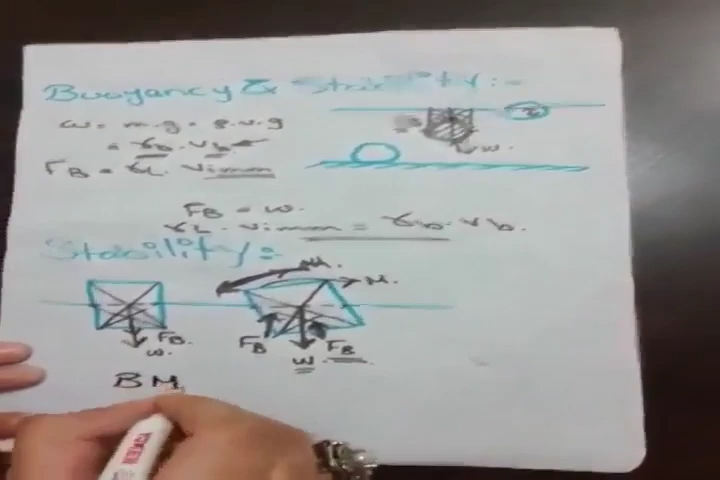 Buoyancy & Stability :-
w = m.g = ρ.v.g
= γb . Vb
FB = γL . Vimm
w.
FB = w.
γL . Vimm = γb . Vb.
Stability :-
M.
M.
FB.
w.
FB
w.
FB
BM